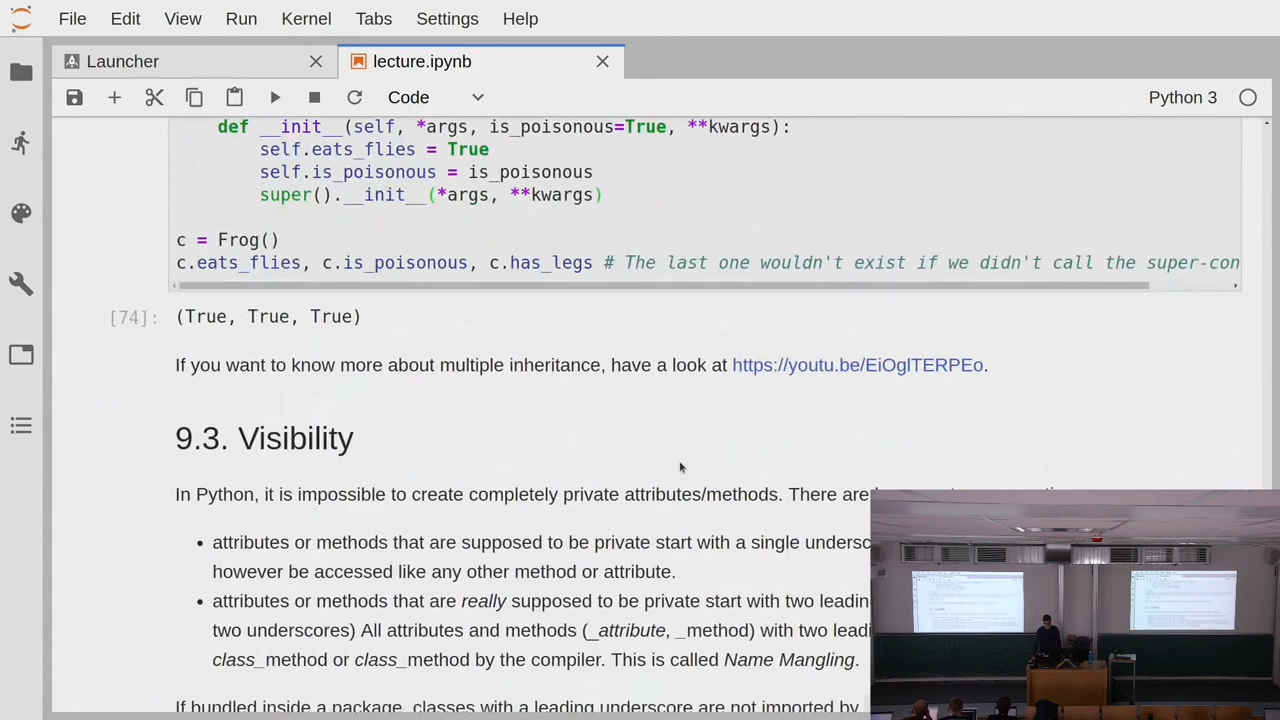 File Edit View Run Kernel Tabs Settings Help
Launcher
lecture.ipynb
Code
Python 3
def __init__(self, *args, is_poisonous=True, **kwargs):
self.eats_flies = True
self.is_poisonous = is_poisonous
super().__init__(*args, **kwargs)
c = Frog()
c.eats_flies, c.is_poisonous, c.has_legs # The last one wouldn't exist if we didn't call the super-con
[74]: (True, True, True)
If you want to know more about multiple inheritance, have a look at https://youtu.be/EiOglTERPEo.
9.3. Visibility
In Python, it is impossible to create completely private attributes/methods. There are
attributes or methods that are supposed to be private start with a single undersc
however be accessed like any other method or attribute.
attributes or methods that are really supposed to be private start with two leadin
two underscores) All attributes and methods (_attribute, _method) with two leadi
class_method or class_method by the compiler. This is called Name Mangling.
If bundled inside a package, classes with a leading underscore are not imported by